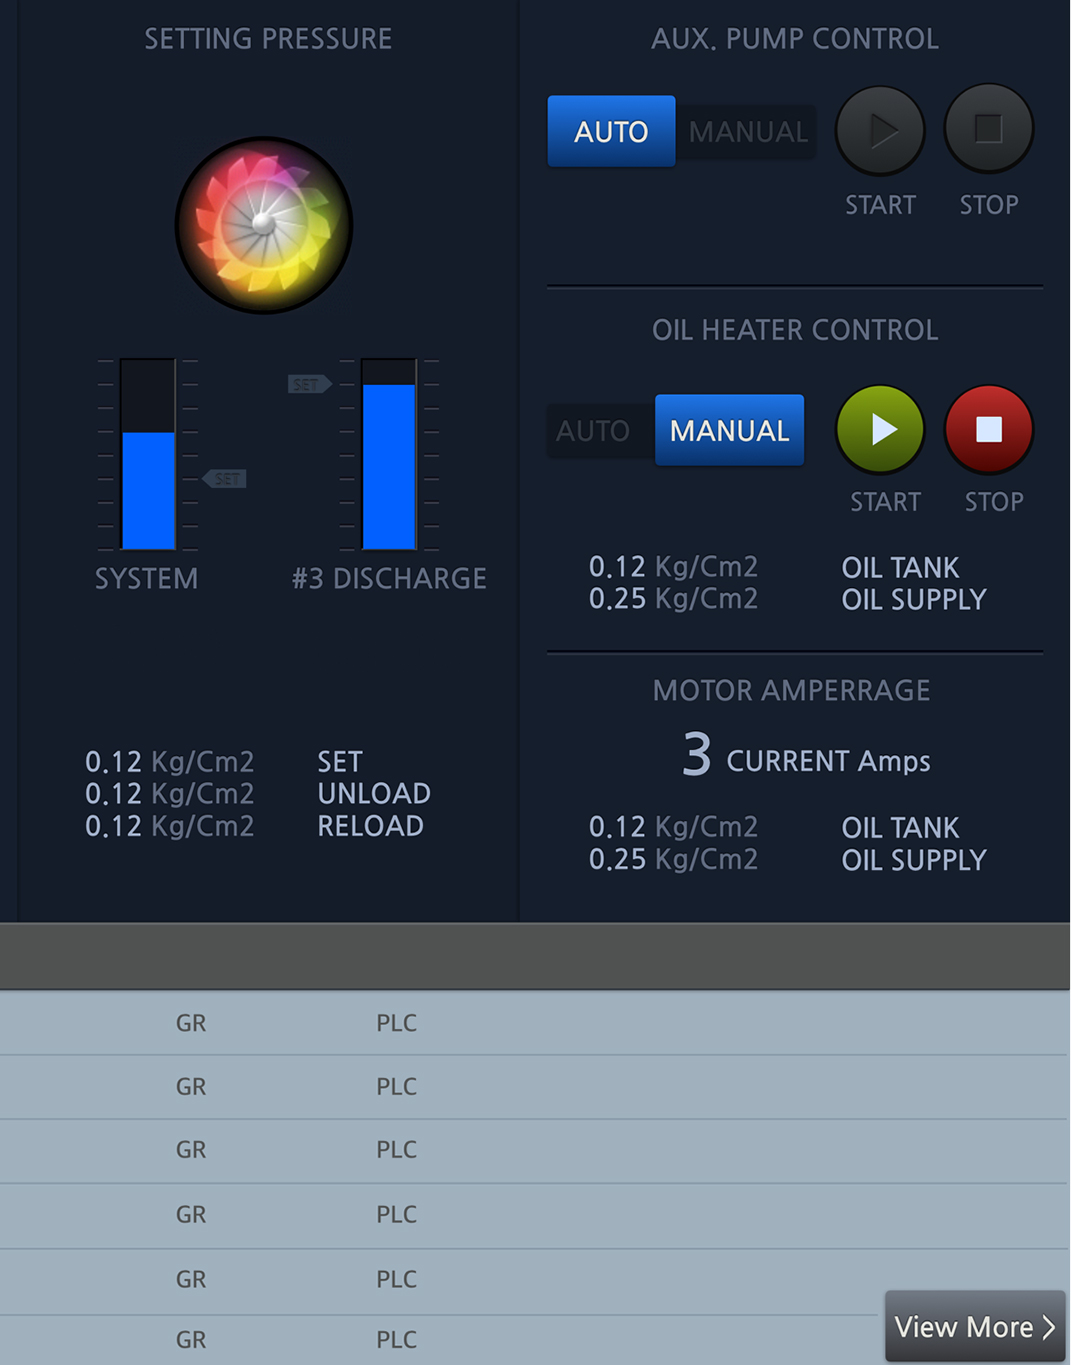 SETTING PRESSURE
SET
SET
SYSTEM
#3 DISCHARGE
0.12 Kg/Cm2 SET
0.12 Kg/Cm2 UNLOAD
0.12 Kg/Cm2 RELOAD
AUX. PUMP CONTROL
AUTO
MANUAL
START
STOP
OIL HEATER CONTROL
AUTO
MANUAL
START
STOP
0.12 Kg/Cm2 OIL TANK
0.25 Kg/Cm2 OIL SUPPLY
MOTOR AMPERRAGE
3 CURRENT Amps
0.12 Kg/Cm2 OIL TANK
0.25 Kg/Cm2 OIL SUPPLY
GR PLC
GR PLC
GR PLC
GR PLC
GR PLC
GR PLC
View More >